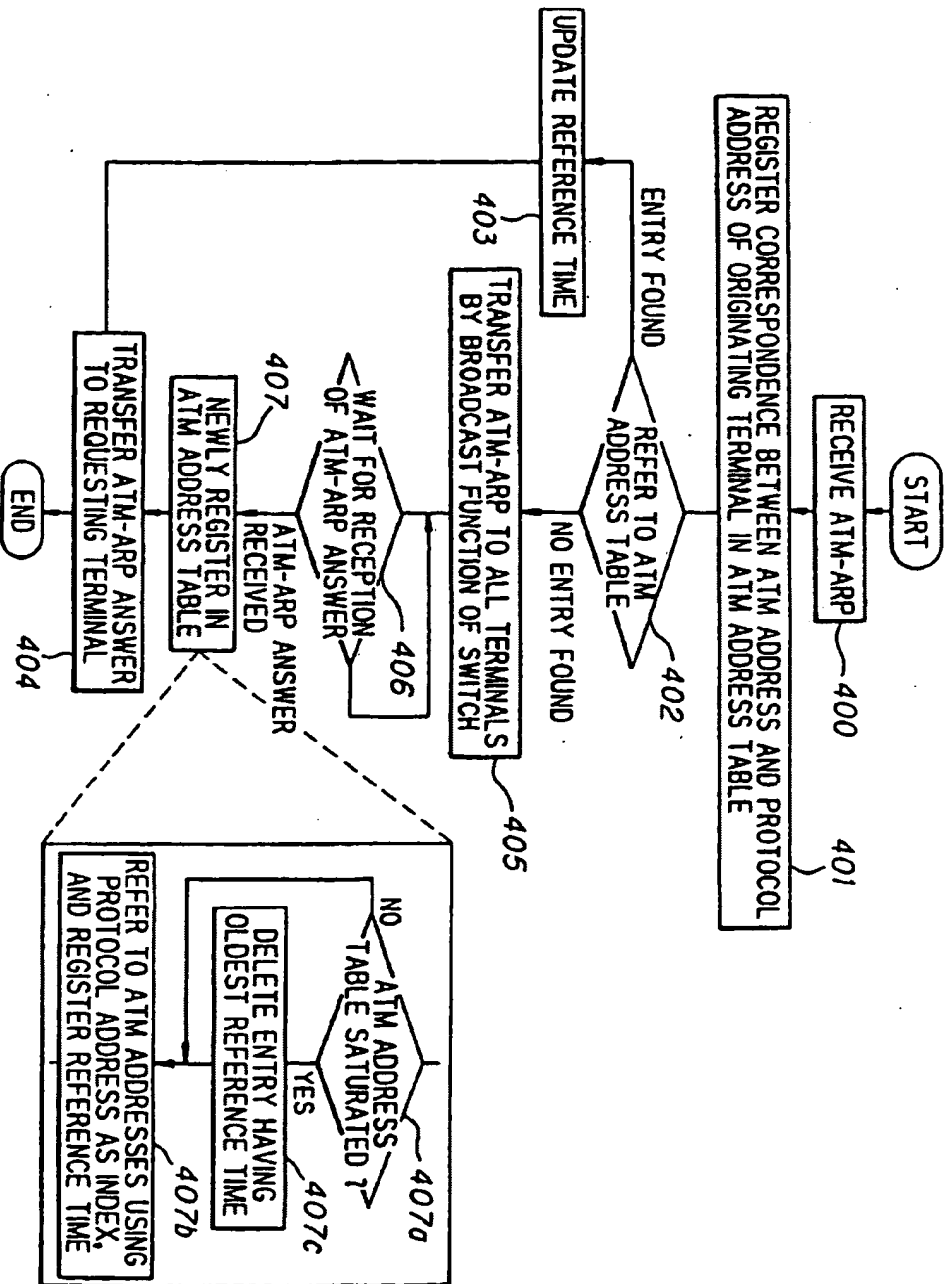 START
RECEIVE ATM-ARP
400
REGISTER CORRESPONDENCE BETWEEN ATM ADDRESS AND PROTOCOL
ADDRESS OF ORIGINATING TERMINAL IN ATM ADDRESS TABLE
401
REFER TO ATM
ADDRESS TABLE
402
ENTRY FOUND
NO ENTRY FOUND
UPDATE REFERENCE TIME
403
TRANSFER ATM-ARP TO ALL TERMINALS
BY BROADCAST FUNCTION OF SWITCH
405
WAIT FOR RECEPTION
OF ATM-ARP ANSWER
406
ATM-ARP ANSWER
RECEIVED
407
NEWLY REGISTER IN
ATM ADDRESS TABLE
TRANSFER ATM-ARP ANSWER
TO REQUESTING TERMINAL
404
END
ATM ADDRESS
TABLE SATURATED ?
407a
NO
YES
DELETE ENTRY HAVING
OLDEST REFERENCE TIME
407c
REFER TO ATM ADDRESSES USING
PROTOCOL ADDRESS AS INDEX,
AND REGISTER REFERENCE TIME
407b